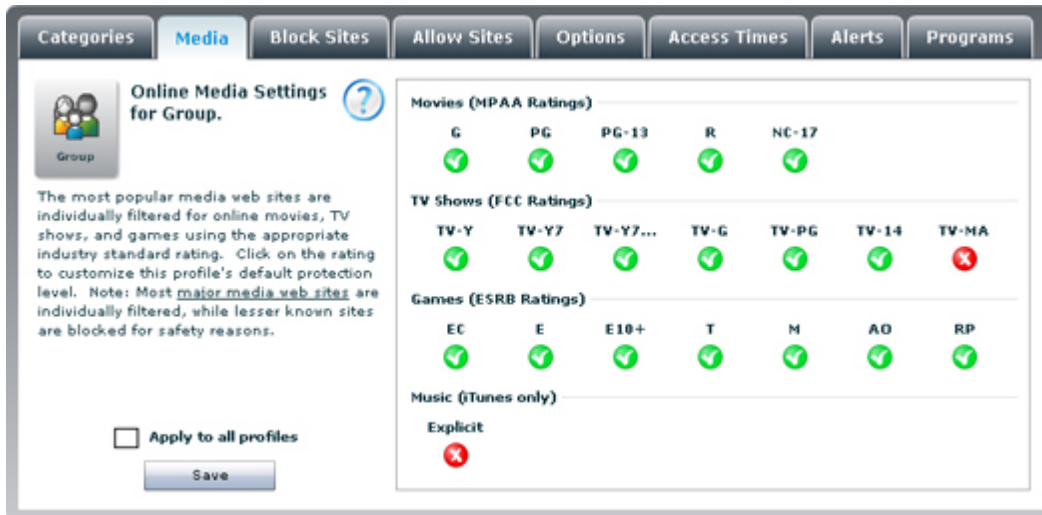 Categories Media Block Sites Allow Sites Options Access Times Alerts Programs
Online Media Settings
for Group.
Group
The most popular media web sites are
individually filtered for online movies, TV
shows, and games using the appropriate
industry standard rating. Click on the rating
to customize this profile's default protection
level. Note: Most major media web sites are
individually filtered, while lesser known sites
are blocked for safety reasons.
Apply to all profiles
Save
Movies (MPAA Ratings)
G PG PG-13 R NC-17
TV Shows (FCC Ratings)
TV-Y TV-Y7 TV-Y7... TV-G TV-PG TV-14 TV-MA
Games (ESRB Ratings)
EC E E10+ T M AO RP
Music (iTunes only)
Explicit